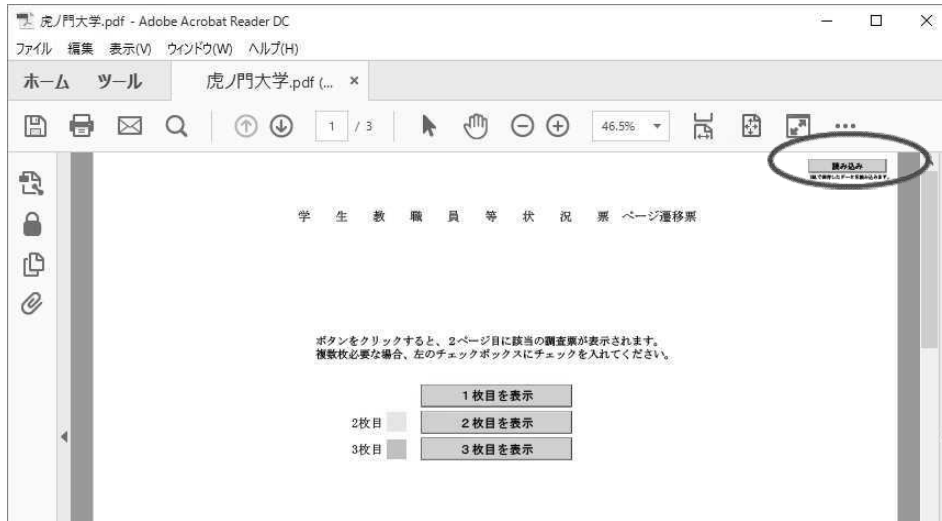 虎ノ門大学.pdf - Adobe Acrobat Reader DC
ファイル 編集 表示(V) ウィンドウ(W) ヘルプ(H)
ホーム ツール 虎ノ門大学.pdf (... ×
1 / 3 46.5%
読み込み
学生教職員等状況票 ページ遷移票
ボタンをクリックすると、2ページ目に該当の調査票が表示されます。
複数枚必要な場合、左のチェックボックスにチェックを入れてください。
1枚目を表示
2枚目 2枚目を表示
3枚目 3枚目を表示